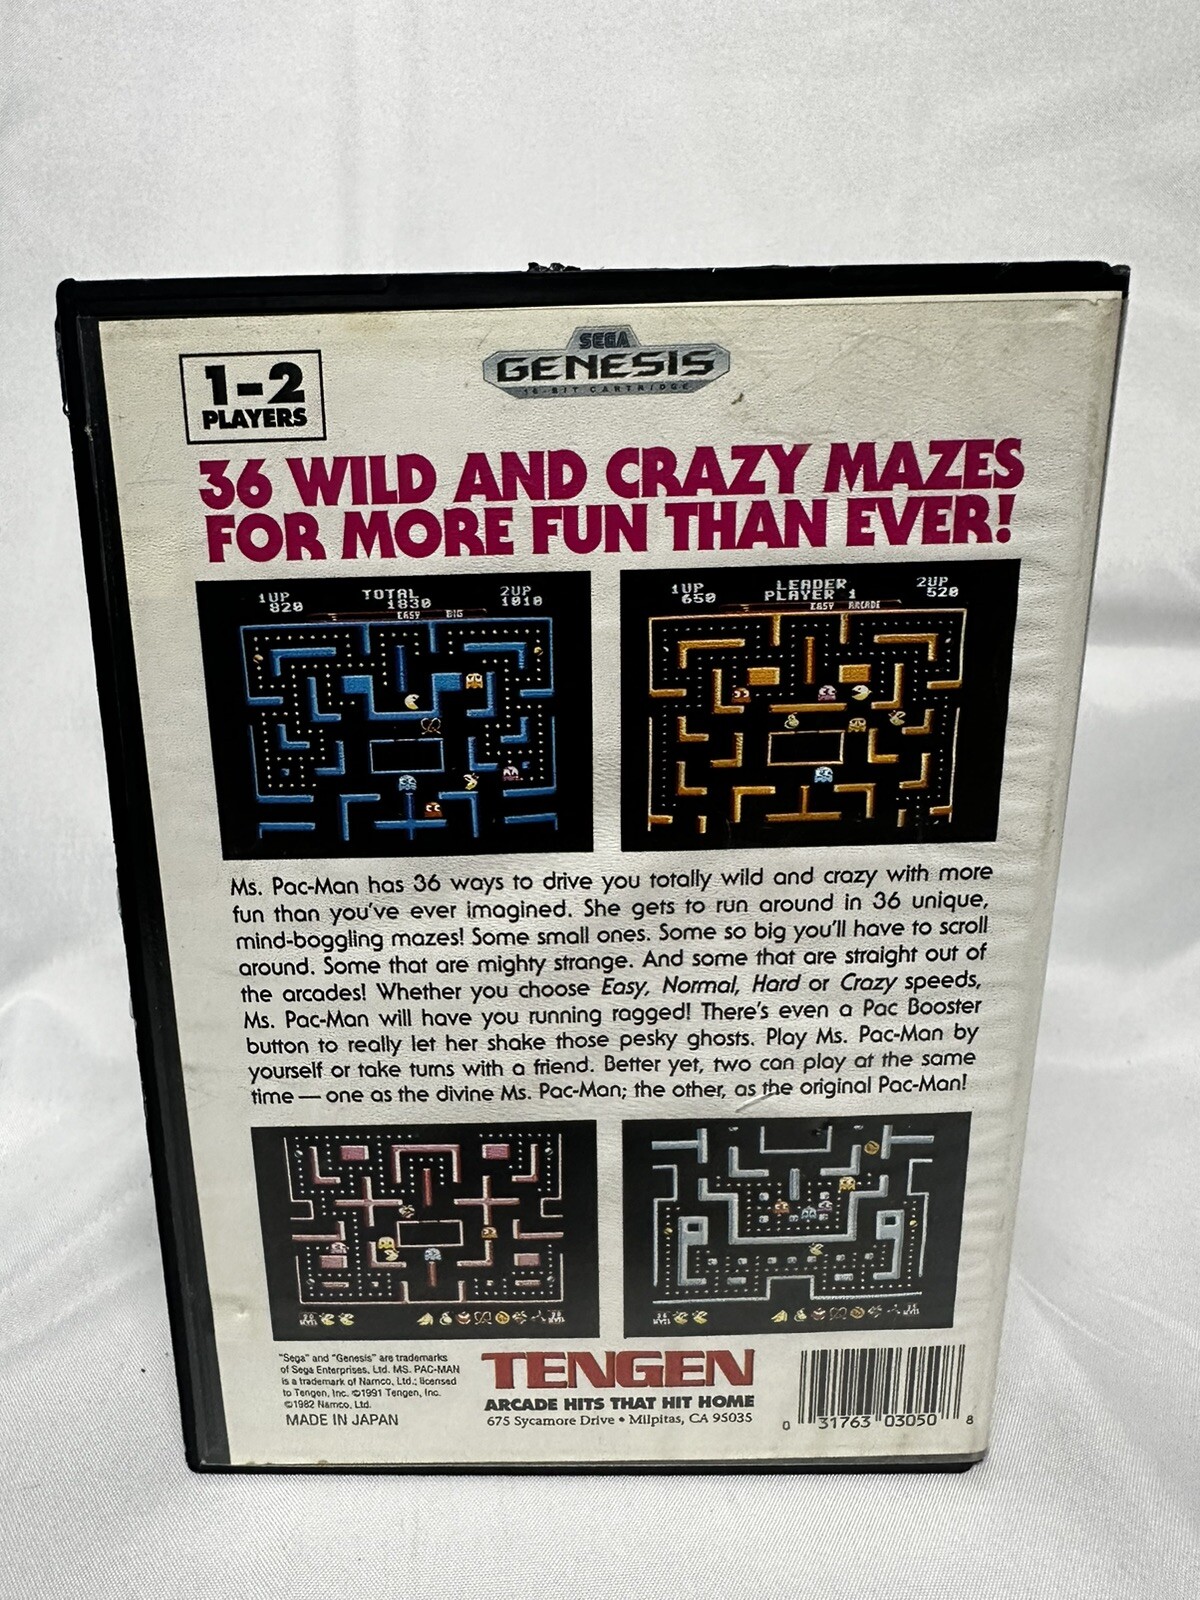 SEGA
GENESIS
16-BIT CARTRIDGE
1-2
PLAYERS
36 WILD AND CRAZY MAZES
FOR MORE FUN THAN EVER!
1UP TOTAL 2UP
820 1830 1010
EASY BIG
1UP LEADER 2UP
650 PLAYER 1 520
EASY ARCADE
Ms. Pac-Man has 36 ways to drive you totally wild and crazy with more
fun than you've ever imagined. She gets to run around in 36 unique,
mind-boggling mazes! Some small ones. Some so big you'll have to scroll
around. Some that are mighty strange. And some that are straight out of
the arcades! Whether you choose Easy, Normal, Hard or Crazy speeds,
Ms. Pac-Man will have you running ragged! There's even a Pac Booster
button to really let her shake those pesky ghosts. Play Ms. Pac-Man by
yourself or take turns with a friend. Better yet, two can play at the same
time — one as the divine Ms. Pac-Man; the other, as the original Pac-Man!
"Sega" and "Genesis" are trademarks
of Sega Enterprises, Ltd. MS. PAC-MAN
is a trademark of Namco, Ltd.; licensed
to Tengen, Inc. ©1991 Tengen, Inc.
©1982 Namco, Ltd.
MADE IN JAPAN
TENGEN
ARCADE HITS THAT HIT HOME
675 Sycamore Drive • Milpitas, CA 95035
0 31763 03050 8